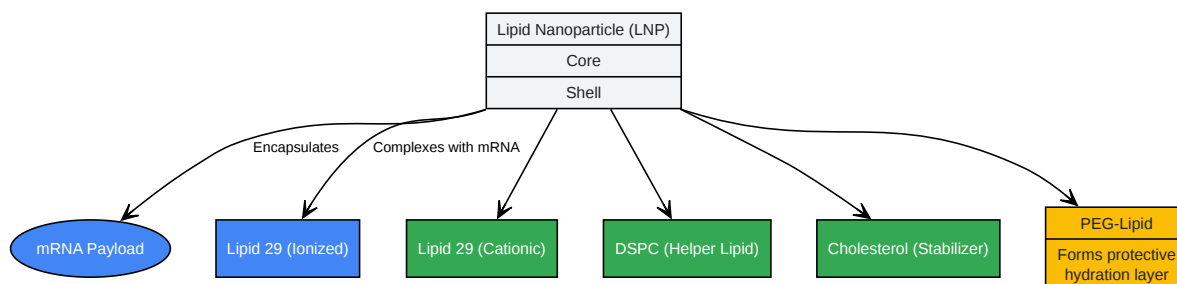 Lipid Nanoparticle (LNP)
Core
Shell
Encapsulates
Complexes with mRNA
mRNA Payload
Lipid 29 (Ionized)
Lipid 29 (Cationic)
DSPC (Helper Lipid)
Cholesterol (Stabilizer)
PEG-Lipid
Forms protective
hydration layer